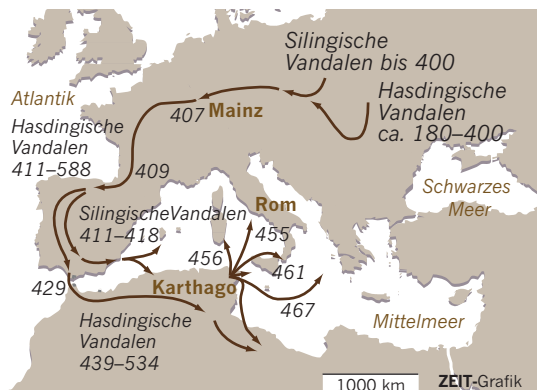 Silingische
Vandalen bis 400
Hasdingische
Vandalen
ca. 180–400
Atlantik
Hasdingische
Vandalen
411–588
407
Mainz
409
Schwarzes
Meer
SilingischeVandalen
411–418
Rom
455
456
461
429
Karthago
467
Hasdingische
Vandalen
439–534
Mittelmeer
1000 km
ZEIT-Grafik